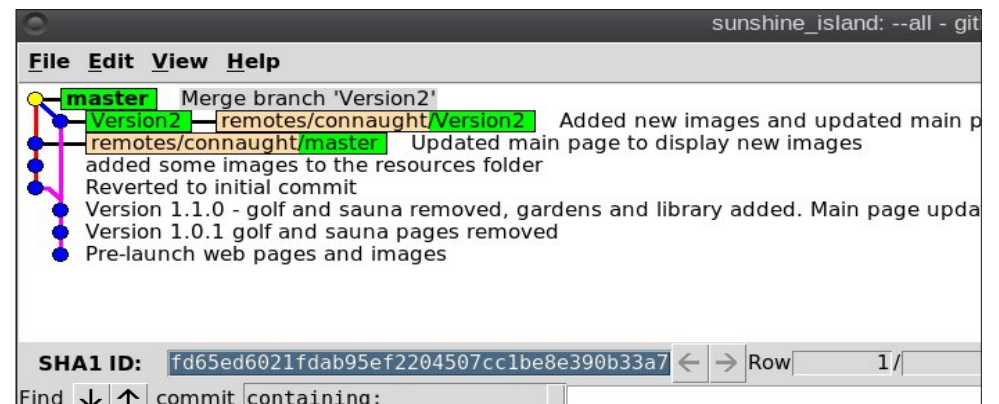 sunshine_island: --all - git
File Edit View Help
master Merge branch 'Version2'
Version2 remotes/connaught/Version2 Added new images and updated main p
remotes/connaught/master Updated main page to display new images
added some images to the resources folder
Reverted to initial commit
Version 1.1.0 - golf and sauna removed, gardens and library added. Main page upda
Version 1.0.1 golf and sauna pages removed
Pre-launch web pages and images
SHA1 ID: fd65ed6021fdab95ef2204507cc1be8e390b33a7 ← → Row 1/
Find ↓ ↑ commit containing: